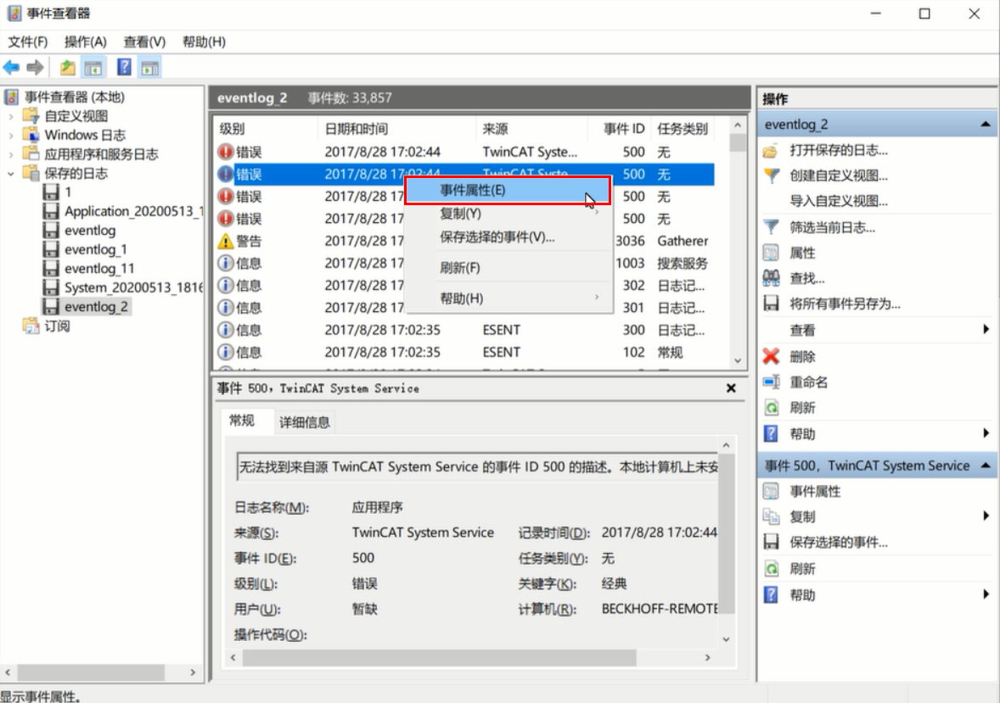 事件查看器
文件(F) 操作(A) 查看(V) 帮助(H)
事件查看器 (本地)
自定义视图
Windows 日志
应用程序和服务日志
保存的日志
1
Application_20200513_1
eventlog
eventlog_1
eventlog_11
System_20200513_1816
eventlog_2
订阅
eventlog_2 事件数: 33,857
级别 日期和时间 来源 事件 ID 任务类别
错误 2017/8/28 17:02:44 TwinCAT Syste... 500 无
错误 2017/8/28 17:02:44 TwinCAT Syste... 500 无
错误 2017/8/28 17 500 无
错误 2017/8/28 17 500 无
警告 2017/8/28 17 3036 Gatherer
信息 2017/8/28 17 1003 搜索服务
信息 2017/8/28 17 302 日志记...
信息 2017/8/28 17 301 日志记...
信息 2017/8/28 17:02:35 ESENT 300 日志记...
信息 2017/8/28 17:02:35 ESENT 102 常规
事件属性(E)
复制(Y)
保存选择的事件(V)...
刷新(F)
帮助(H)
事件 500，TwinCAT System Service
常规 详细信息
无法找到来自源 TwinCAT System Service 的事件 ID 500 的描述。本地计算机上未安
日志名称(M): 应用程序
来源(S): TwinCAT System Service 记录时间(D): 2017/8/28 17:02:44
事件 ID(E): 500 任务类别(Y): 无
级别(L): 错误 关键字(K): 经典
用户(U): 暂缺 计算机(R): BECKHOFF-REMOTE
操作代码(O):
操作
eventlog_2
打开保存的日志...
创建自定义视图...
导入自定义视图...
筛选当前日志...
属性
查找...
将所有事件另存为...
查看
删除
重命名
刷新
帮助
事件 500，TwinCAT System Service
事件属性
复制
保存选择的事件...
刷新
帮助
显示事件属性。